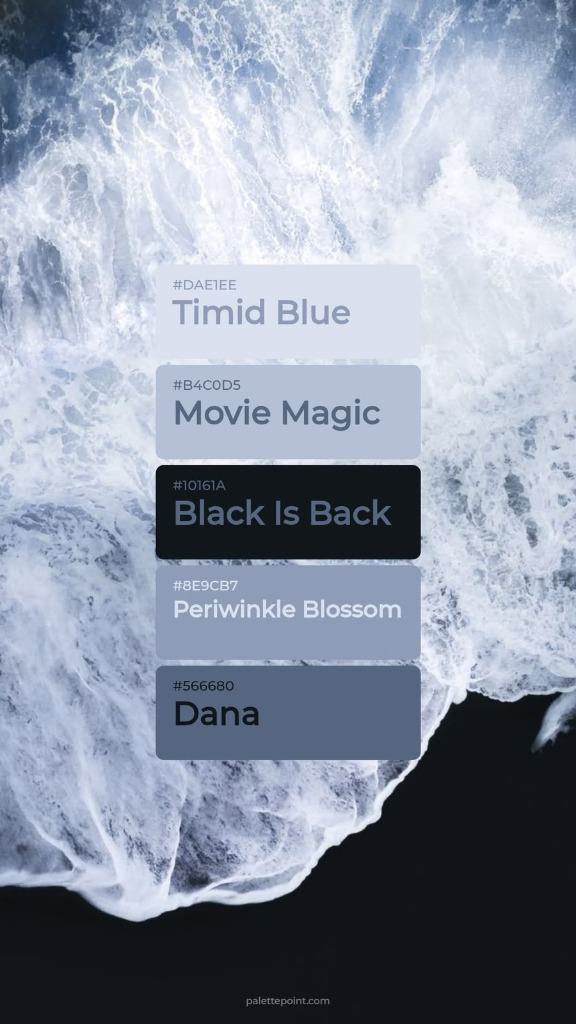 #DAE1EE
Timid Blue
#B4C0D5
Movie Magic
#10161A
Black Is Back
#8E9CB7
Periwinkle Blossom
#566680
Dana
palettepoint.com